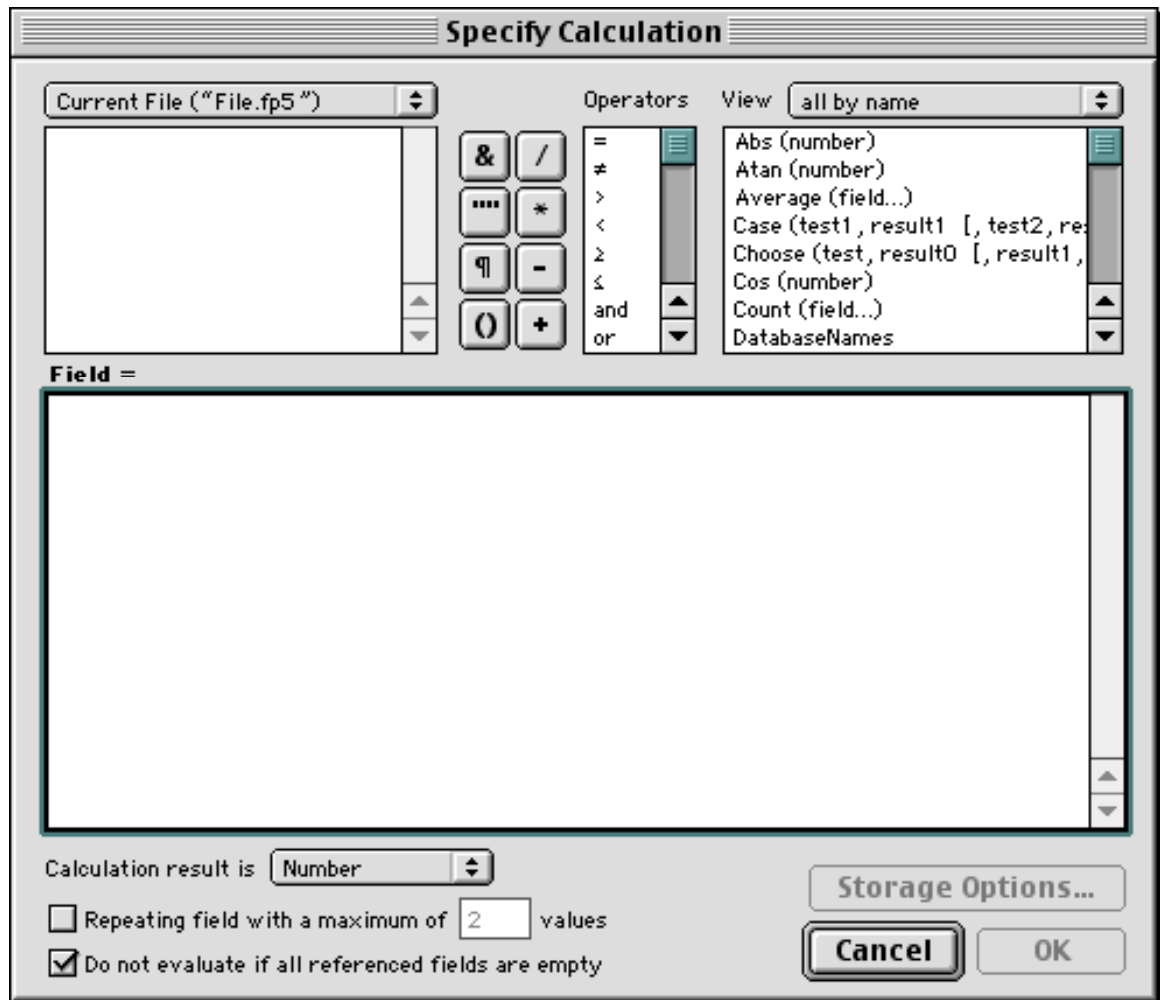 Specify Calculation
Current File ("File.fp5")
Operators
View all by name
& /
"" *
¶ -
() +
=
≠
>
<
≥
≤
and
or
Abs (number)
Atan (number)
Average (field...)
Case (test1, result1 [, test2, re
Choose (test, result0 [, result1,
Cos (number)
Count (field...)
DatabaseNames
Field =
Calculation result is Number
Repeating field with a maximum of 2 values
Do not evaluate if all referenced fields are empty
Storage Options...
Cancel
OK